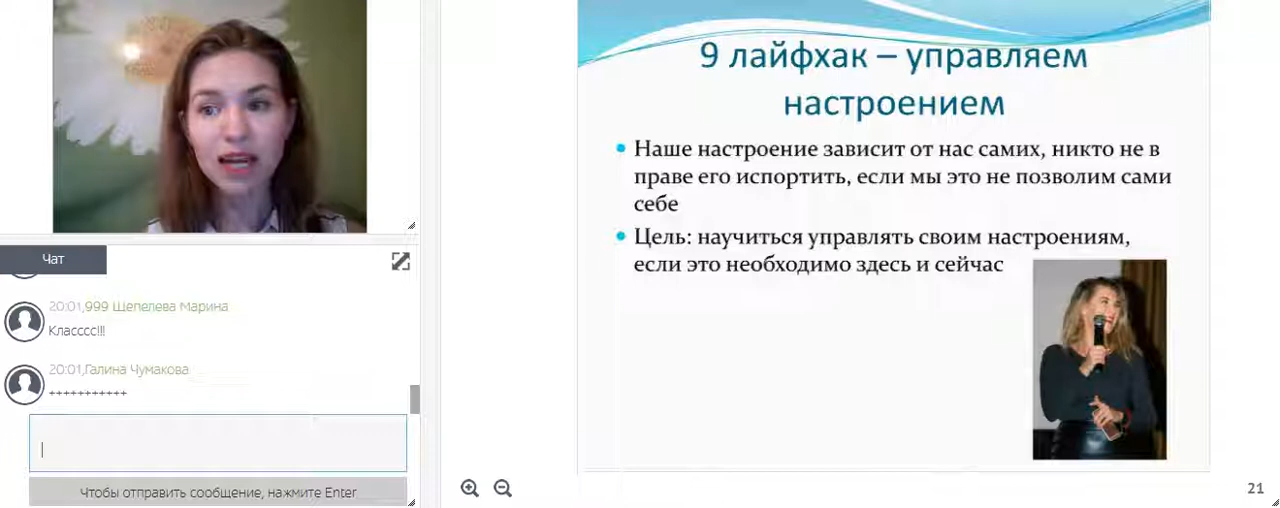 9 лайфхак – управляем
настроением
Наше настроение зависит от нас самих, никто не в
праве его испортить, если мы это не позволим сами
себе
Цель: научиться управлять своим настроениям,
если это необходимо здесь и сейчас
Чат
20:01,999 Щепелева Марина
Класссс!!!
20:01,Галина Чумакова
+++++++++++
Чтобы отправить сообщение, нажмите Enter
21